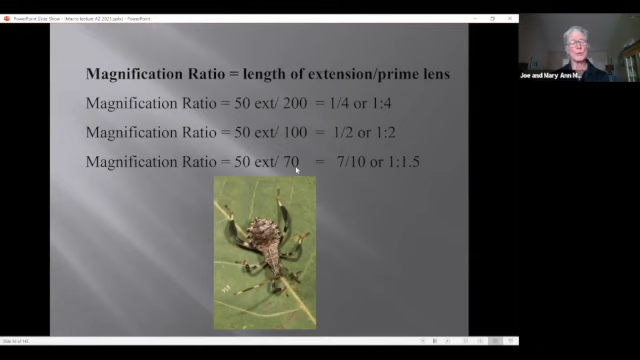 PowerPoint Slide Show - [Macro lecture AZ 2021.pptx] - PowerPoint
Magnification Ratio = length of extension/prime lens
Magnification Ratio = 50 ext/ 200 = 1/4 or 1:4
Magnification Ratio = 50 ext/ 100 = 1/2 or 1:2
Magnification Ratio = 50 ext/ 70 = 7/10 or 1:1.5
Joe and Mary Ann M...